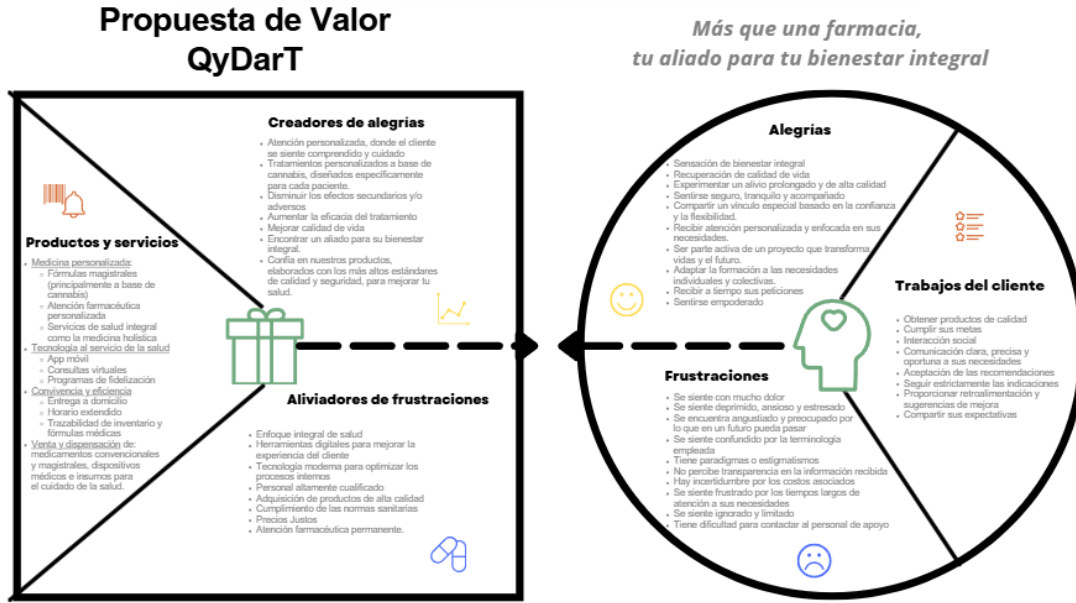 Propuesta de Valor
QyDarT
Más que una farmacia,
tu aliado para tu bienestar integral
Creadores de alegrías
Atención personalizada, donde el cliente
se siente comprendido y cuidado
Tratamientos personalizados a base de
cannabis, diseñados específicamente
para cada paciente.
Disminuir los efectos secundarios y/o
adversos
Aumentar la eficacia del tratamiento
Mejorar calidad de vida
Encontrar un aliado para su bienestar
integral.
Confía en nuestros productos,
elaborados con los más altos estándares
de calidad y seguridad, para mejorar tu
salud.
Productos y servicios
Medicina personalizada:
Fórmulas magistrales
(principalmente a base de
cannabis)
Atención farmacéutica
personalizada
Servicios de salud integral
como la medicina holística
Tecnología al servicio de la salud
App móvil
Consultas virtuales
Programas de fidelización
Convivencia y eficiencia
Entrega a domicilio
Horario extendido
Trazabilidad de inventario y
fórmulas médicas
Venta y dispensación de:
medicamentos convencionales
y magistrales, dispositivos
médicos e insumos para
el cuidado de la salud.
Aliviadores de frustraciones
Enfoque integral de salud
Herramientas digitales para mejorar la
experiencia del cliente
Tecnología moderna para optimizar los
procesos internos
Personal altamente cualificado
Adquisición de productos de alta calidad
Cumplimiento de las normas sanitarias
Precios Justos
Atención farmacéutica permanente.
Alegrías
Sensación de bienestar integral
Recuperación de calidad de vida
Experimentar un alivio prolongado y de alta calidad
Sentirse seguro, tranquilo y acompañado
Compartir un vínculo especial basado en la confianza
y la flexibilidad.
Recibir atención personalizada y enfocada en sus
necesidades.
Ser parte activa de un proyecto que transforma
vidas y el futuro.
Adaptar la formación a las necesidades
individuales y colectivas.
Recibir a tiempo sus peticiones
Sentirse empoderado
Trabajos del cliente
Obtener productos de calidad
Cumplir sus metas
Interacción social
Comunicación clara, precisa y
oportuna a sus necesidades
Aceptación de las recomendaciones
Seguir estrictamente las indicaciones
Proporcionar retroalimentación y
sugerencias de mejora
Compartir sus expectativas
Frustraciones
Se siente con mucho dolor
Se siente deprimido, ansioso y estresado
Se encuentra angustiado y preocupado por
lo que en un futuro pueda pasar
Se siente confundido por la terminología
empleada
Tiene paradigmas o estigmatismos
No percibe transparencia en la información recibida
Hay incertidumbre por los costos asociados
Se siente frustrado por los tiempos largos de
atención a sus necesidades
Se siente ignorado y limitado
Tiene dificultad para contactar al personal de apoyo